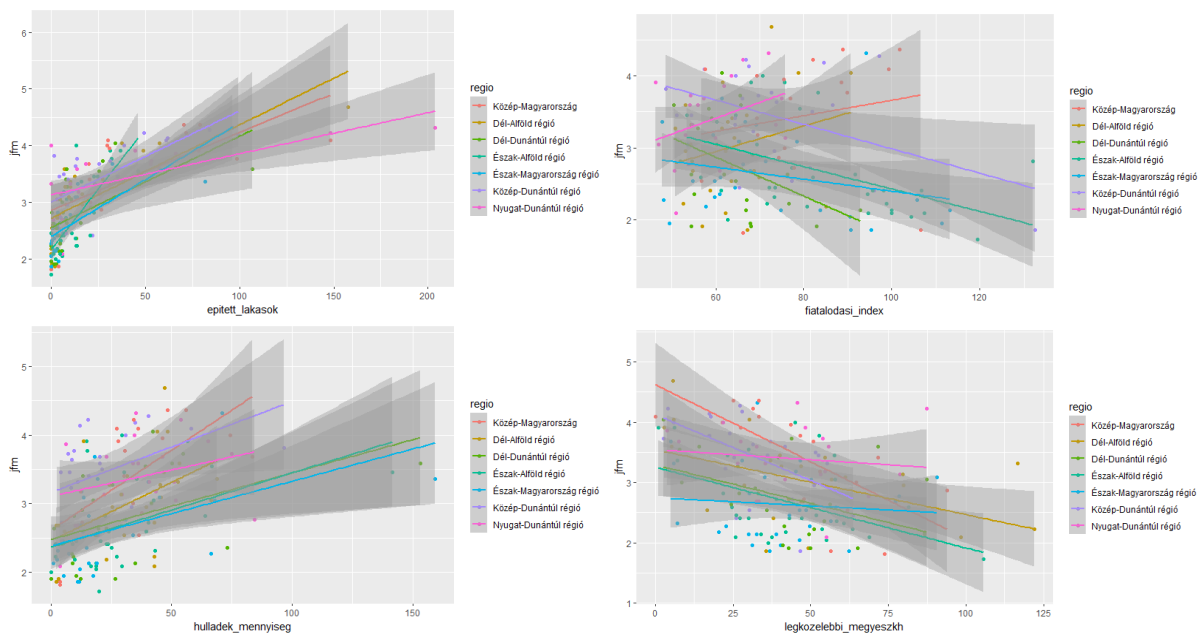 6
5
4
3
2
jfm
0
50
100
150
200
epitett_lakasok
regio
Közép-Magyarország
Dél-Alföld régió
Dél-Dunántúl régió
Észak-Alföld régió
Észak-Magyarország régió
Közép-Dunántúl régió
Nyugat-Dunántúl régió
4
3
2
jfm
60
80
100
120
fiatalodasi_index
regio
Közép-Magyarország
Dél-Alföld régió
Dél-Dunántúl régió
Észak-Alföld régió
Észak-Magyarország régió
Közép-Dunántúl régió
Nyugat-Dunántúl régió
5
4
3
2
jfm
0
50
100
150
hulladek_mennyiseg
regio
Közép-Magyarország
Dél-Alföld régió
Dél-Dunántúl régió
Észak-Alföld régió
Észak-Magyarország régió
Közép-Dunántúl régió
Nyugat-Dunántúl régió
5
4
3
2
1
jfm
0
25
50
75
100
125
legkozelebbi_megyeszkh
regio
Közép-Magyarország
Dél-Alföld régió
Dél-Dunántúl régió
Észak-Alföld régió
Észak-Magyarország régió
Közép-Dunántúl régió
Nyugat-Dunántúl régió